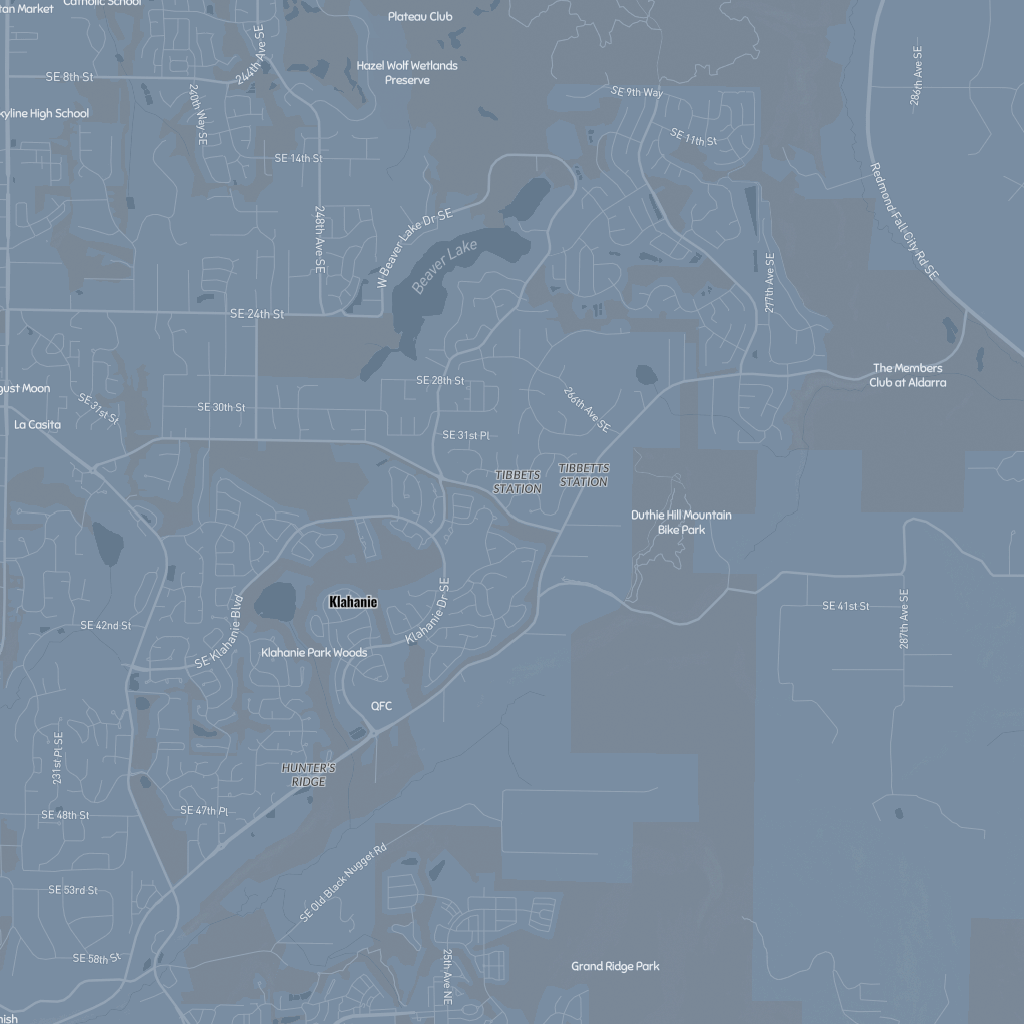 Catholic School
tan Market
Plateau Club
Hazel Wolf Wetlands
Preserve
SE 8th St
244th Ave SE
240th Way SE
SE 9th Way
SE 11th St
286th Ave SE
kyline High School
SE 14th St
248th Ave SE
W Beaver Lake Dr SE
Beaver Lake
Redmond Fall City Rd SE
277th Ave SE
SE 24th St
The Members
Club at Aldarra
gust Moon
SE 28th St
266th Ave SE
SE 31st St
SE 30th St
La Casita
SE 31st Pl
TIBBETS
STATION
TIBBETTS
STATION
Duthie Hill Mountain
Bike Park
Klahanie
Klahanie Dr SE
SE 41st St
287th Ave SE
SE 42nd St
SE Klahanie Blvd
Klahanie Park Woods
QFC
231st Pl SE
HUNTER'S
RIDGE
SE 48th St
SE 47th Pl
SE Old Black Nugget Rd
SE 53rd St
SE 58th St
25th Ave NE
Grand Ridge Park
nish